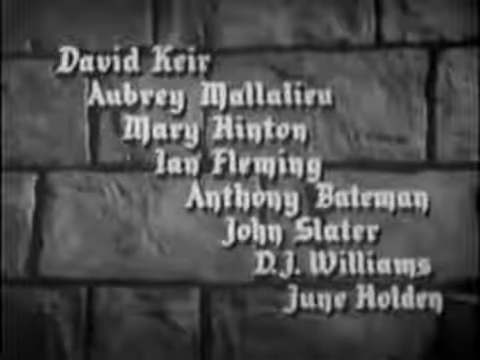 David Keir
Aubrey Mallalieu
Mary Hinton
Ian Fleming
Anthony Bateman
John Slater
D.J. Williams
June Holden